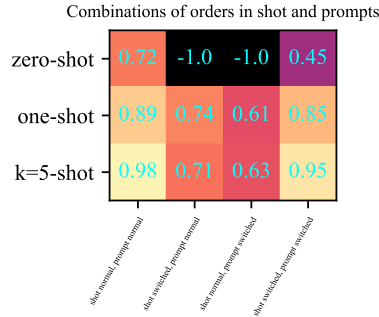 Combinations of orders in shot and prompts
zero-shot 0.72 -1.0 -1.0 0.45
one-shot 0.89 0.74 0.61 0.85
k=5-shot 0.98 0.71 0.63 0.95
shot normal, prompt normal
shot switched, prompt normal
shot normal, prompt switched
shot switched, prompt switched